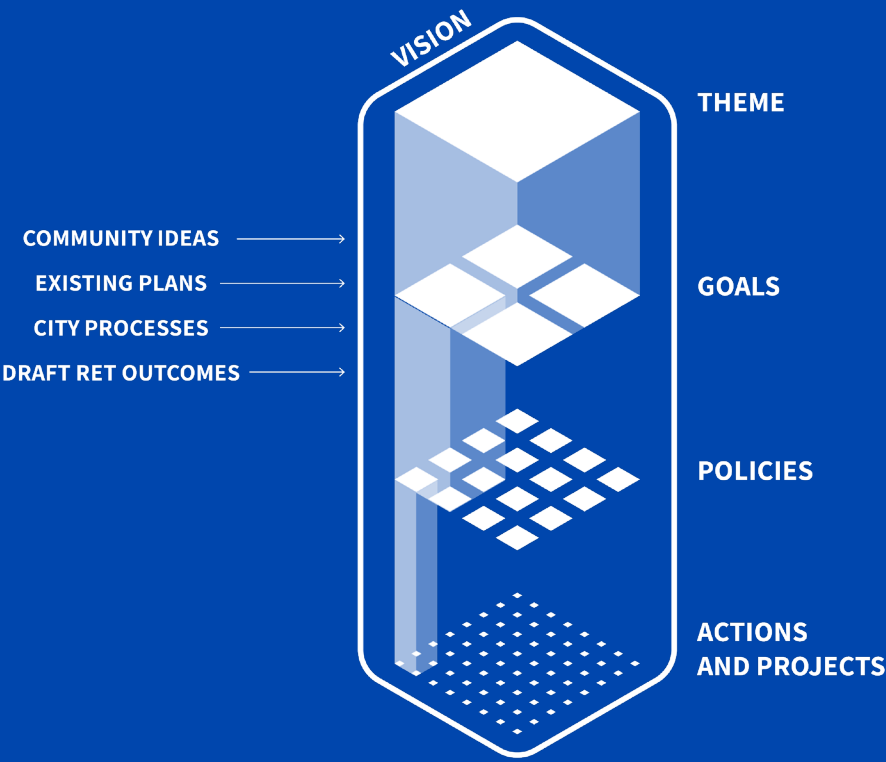 VISION
THEME
COMMUNITY IDEAS
EXISTING PLANS
GOALS
CITY PROCESSES
DRAFT RET OUTCOMES
POLICIES
ACTIONS
AND PROJECTS